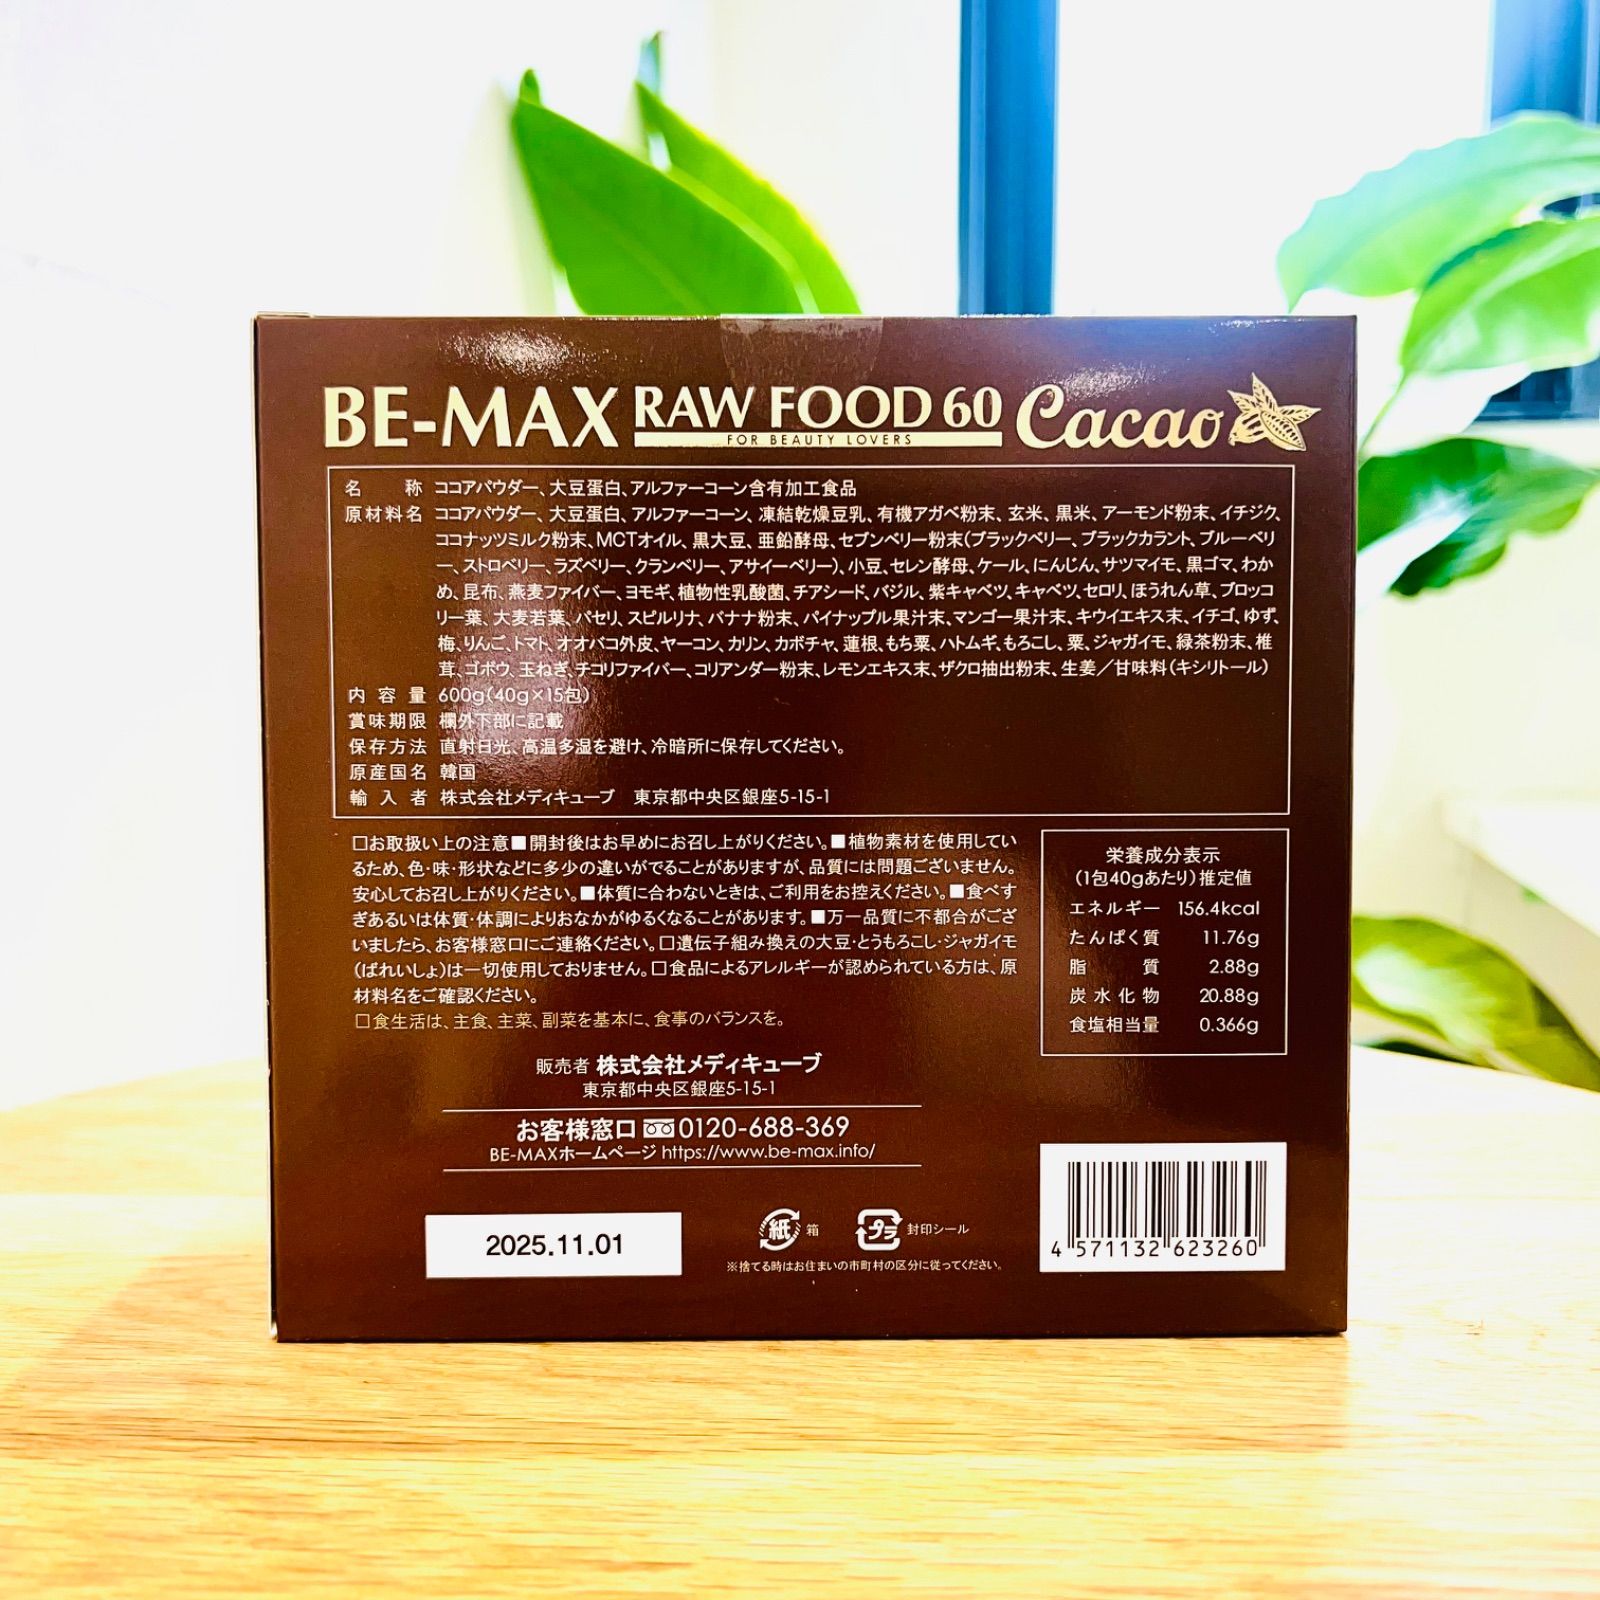 BE-MAX RAW FOOD 60 Cacao
FOR BEAUTY LOVERS
名称 ココアパウダー、大豆蛋白、アルファーコーン含有加工食品
原材料名 ココアパウダー、大豆蛋白、アルファーコーン、凍結乾燥豆乳、有機アガベ粉末、玄米、黒米、アーモンド粉末、イチジク、
ココナッツミルク粉末、MCTオイル、黒大豆、亜鉛酵母、セブンベリー粉末（ブラックベリー、ブラックカラント、ブルーベリ
ー、ストロベリー、ラズベリー、クランベリー、アサイーベリー）、小豆、セレン酵母、ケール、にんじん、サツマイモ、黒ゴマ、わか
め、昆布、燕麦ファイバー、ヨモギ、植物性乳酸菌、チアシード、バジル、紫キャベツ、キャベツ、セロリ、ほうれん草、ブロッコ
リー葉、大麦若葉、パセリ、スピルリナ、バナナ粉末、パイナップル果汁末、マンゴー果汁末、キウイエキス末、イチゴ、ゆず、
梅、りんご、トマト、オオバコ外皮、ヤーコン、カリン、カボチャ、蓮根、もち粟、ハトムギ、もろこし、粟、ジャガイモ、緑茶粉末、椎
茸、ゴボウ、玉ねぎ、チコリファイバー、コリアンダー粉末、レモンエキス末、ザクロ抽出粉末、生姜／甘味料（キシリトール）
内容量 600g（40g×15包）
賞味期限 欄外下部に記載
保存方法 直射日光、高温多湿を避け、冷暗所に保存してください。
原産国名 韓国
輸入者 株式会社メディキューブ 東京都中央区銀座5-15-1
□お取扱い上の注意■開封後はお早めにお召し上がりください。■植物素材を使用してい
るため、色・味・形状などに多少の違いがでることがありますが、品質には問題ございません。
安心してお召し上がりください。■体質に合わないときは、ご利用をお控えください。■食べす
ぎあるいは体質・体調によりおなかがゆるくなることがあります。■万一品質に不都合がござ
いましたら、お客様窓口にご連絡ください。□遺伝子組み換えの大豆・とうもろこし・ジャガイモ
（ばれいしょ）は一切使用しておりません。□食品によるアレルギーが認められている方は、原
材料名をご確認ください。
□食生活は、主食、主菜、副菜を基本に、食事のバランスを。
栄養成分表示
（1包40gあたり）推定値
エネルギー 156.4kcal
たんぱく質 11.76g
脂質 2.88g
炭水化物 20.88g
食塩相当量 0.366g
販売者 株式会社メディキューブ
東京都中央区銀座5-15-1
お客様窓口 0120-688-369
BE-MAXホームページ https://www.be-max.info/
2025.11.01
紙 箱 プラ 封印シール
※捨てる時はお住まいの市町村の区分に従ってください。
4 571132 623260